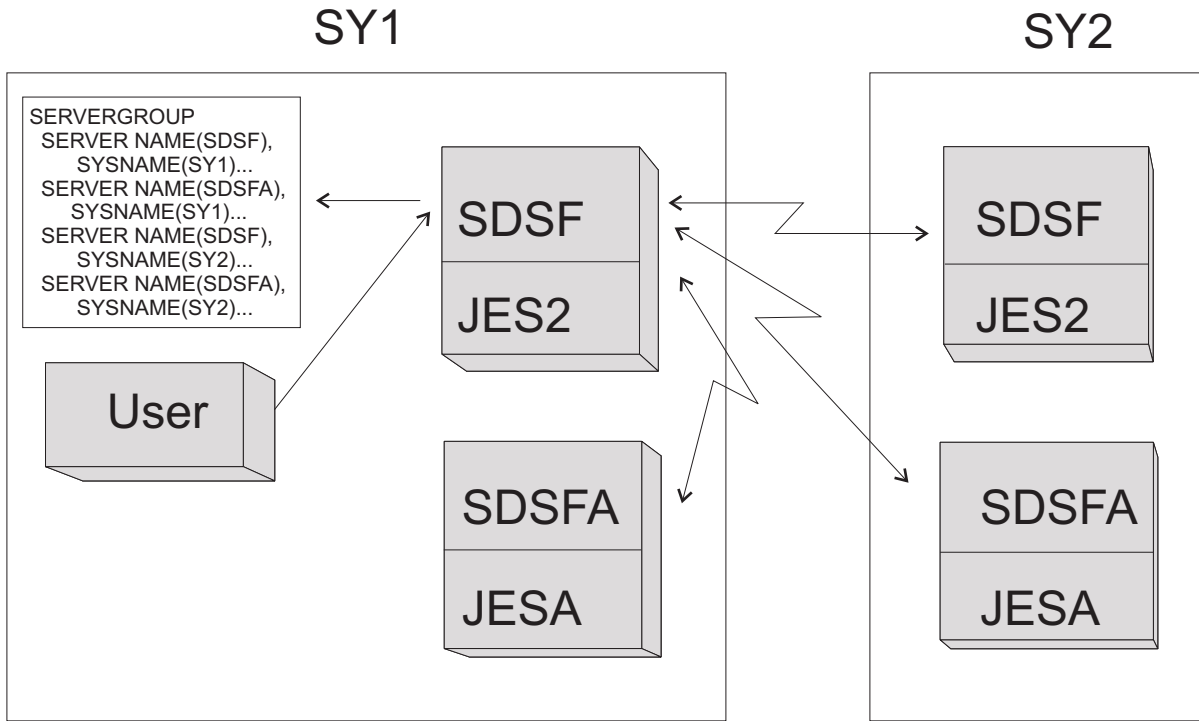 SY1
SY2
SERVERGROUP
SERVER NAME(SDSF),
SYSNAME(SY1)...
SERVER NAME(SDSFA),
SYSNAME(SY1)...
SERVER NAME(SDSF),
SYSNAME(SY2)...
SERVER NAME(SDSFA),
SYSNAME(SY2)...
User
SDSF
JES2
SDSFA
JESA
SDSF
JES2
SDSFA
JESA